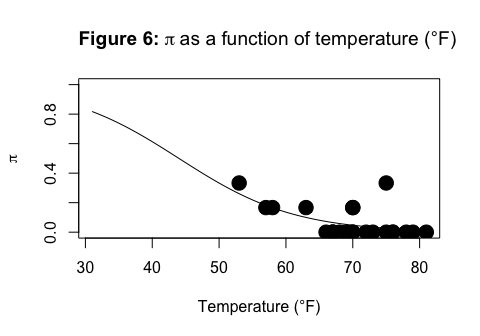 Figure 6: π as a function of temperature (°F)
π
0.8
0.4
0.0
30 40 50 60 70 80
Temperature (°F)